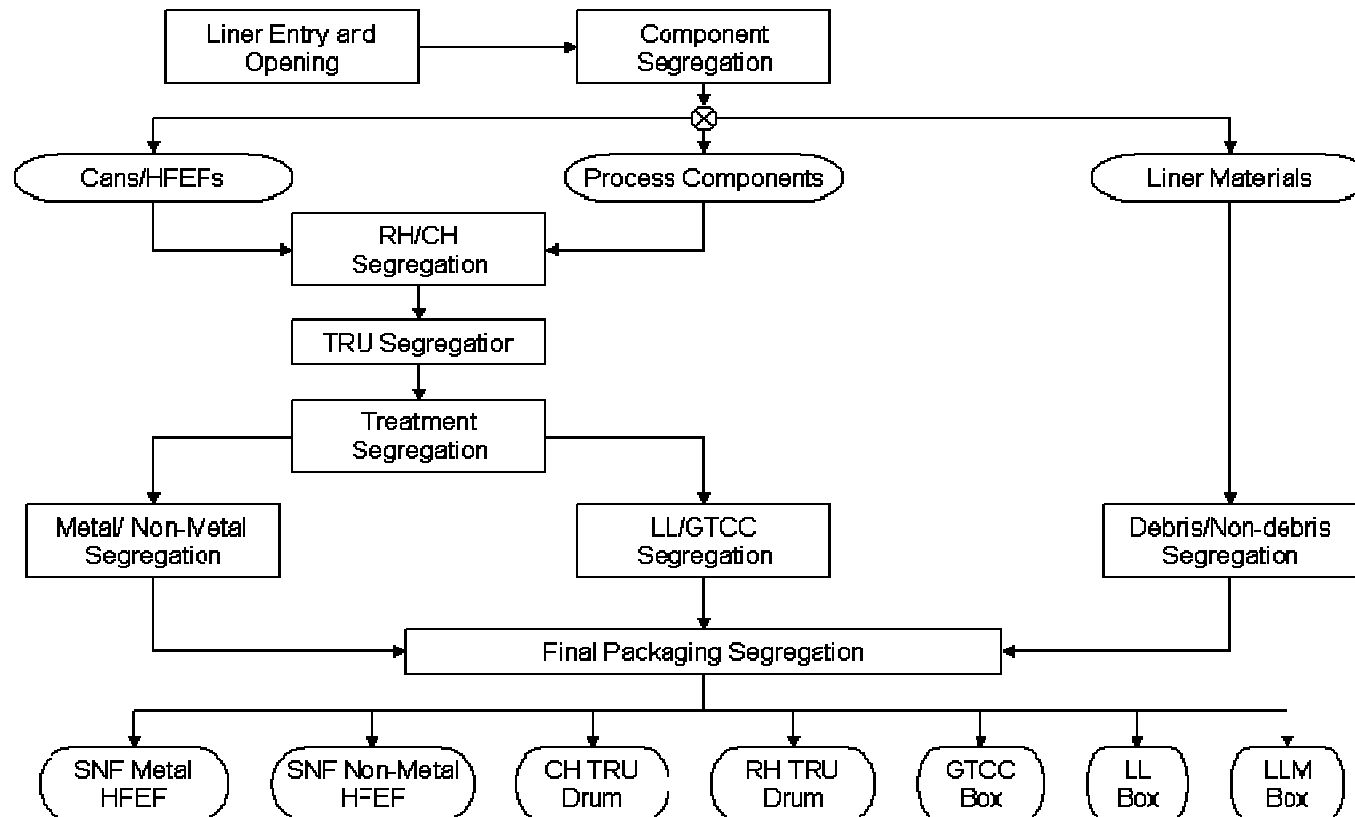 Liner Entry and
Opening
Component
Segregation
Cans/HFEFs
Process Components
Liner Materials
RH/CH
Segregation
TRU Segregation
Treatment
Segregation
Metal/ Non-Metal
Segregation
LL/GTCC
Segregation
Debris/Non-debris
Segregation
Final Packaging Segregation
SNF Metal
HFEF
SNF Non-Metal
HFEF
CH TRU
Drum
RH TRU
Drum
GTCC
Box
LL
Box
LLM
Box